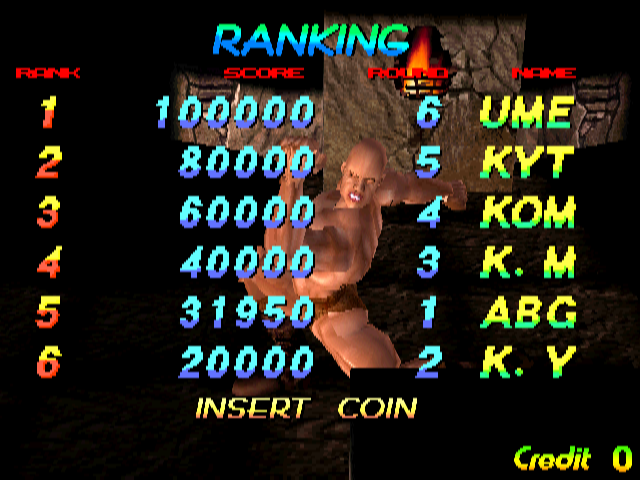 RANKING
RANK SCORE ROUND NAME
1 100000 6 UME
2 80000 5 KYT
3 60000 4 KOM
4 40000 3 K. M
5 31950 1 ABG
6 20000 2 K. Y
INSERT COIN
Credit 0